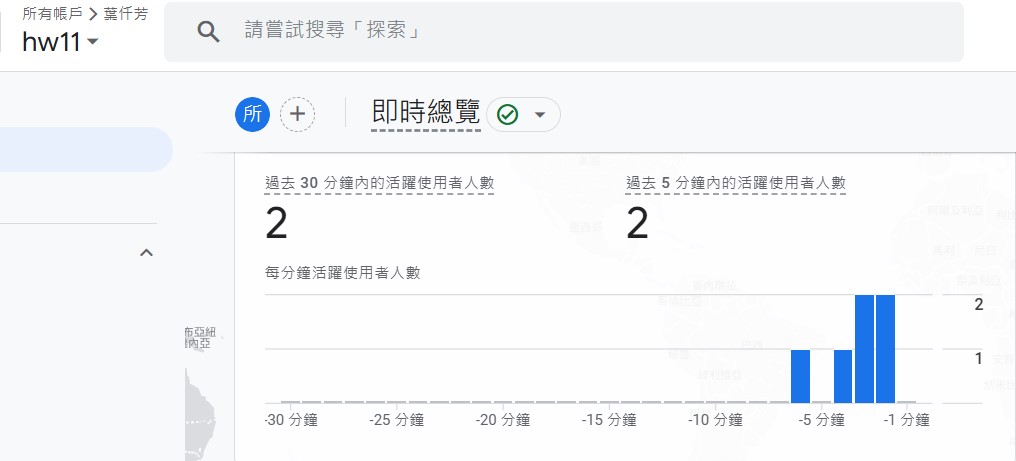 所有帳戶 > 葉仟芳
hw11
請嘗試搜尋「探索」
所
即時總覽
過去 30 分鐘內的活躍使用者人數
2
過去 5 分鐘內的活躍使用者人數
2
每分鐘活躍使用者人數
2
1
-30 分鐘 -25 分鐘 -20 分鐘 -15 分鐘 -10 分鐘 -5 分鐘 -1 分鐘
布亞紐